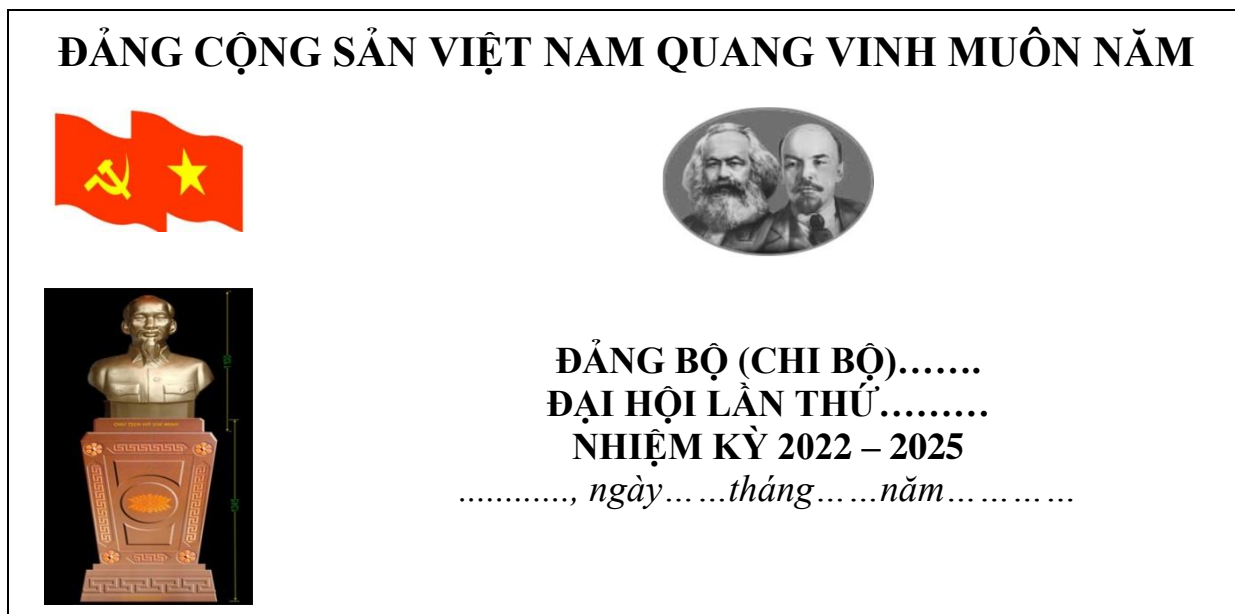 ĐẢNG CỘNG SẢN VIỆT NAM QUANG VINH MUÔN NĂM
ĐẢNG BỘ (CHI BỘ)…….
ĐẠI HỘI LẦN THỨ………
NHIỆM KỲ 2022 – 2025
............, ngày……tháng……năm…………